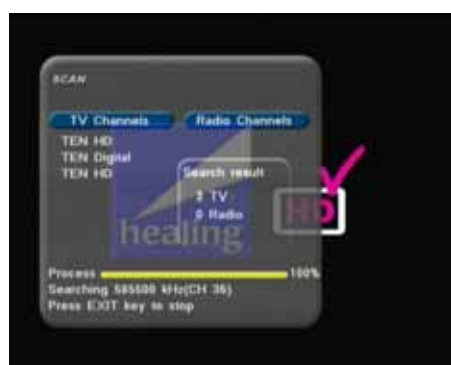 SCAN
TV Channels
Radio Channels
TEN HD
TEN Digital
TEN HD
Search result
3 TV
0 Radio
HD
healing
Process 100%
Searching 585500 kHz(CH 36)
Press EXIT key to stop